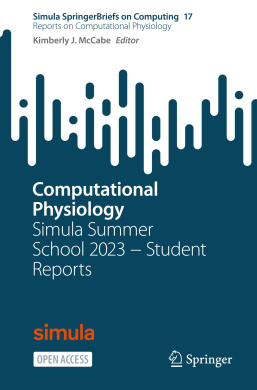 Simula SpringerBriefs on Computing 17
Reports on Computational Physiology
Kimberly J. McCabe Editor
Computational
Physiology
Simula Summer
School 2023 – Student
Reports
simula
OPEN ACCESS
Springer